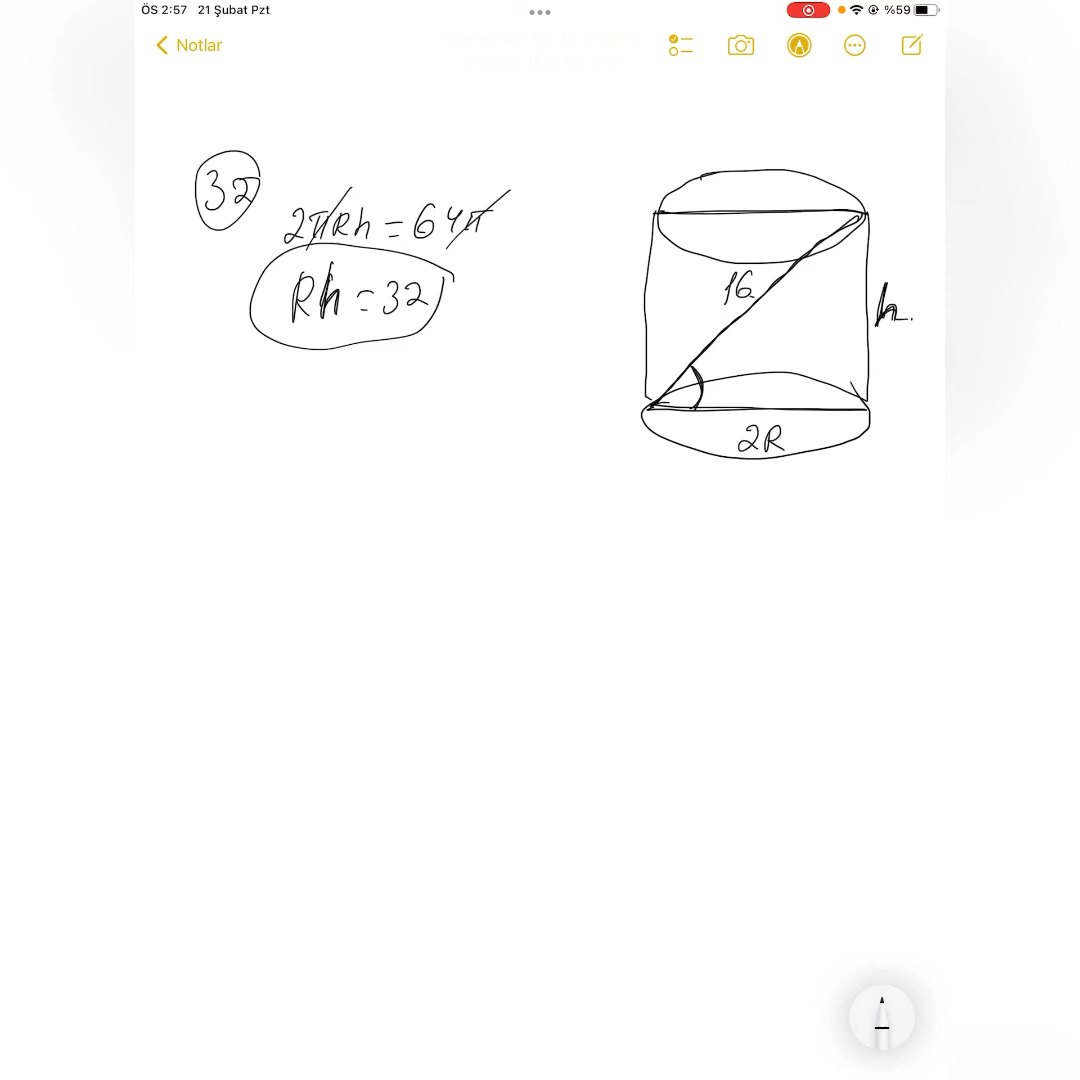 ÖS 2:57 21 Şubat Pzt
%59
Notlar
32
2πRh = 64π
Rh = 32
16
h.
2R